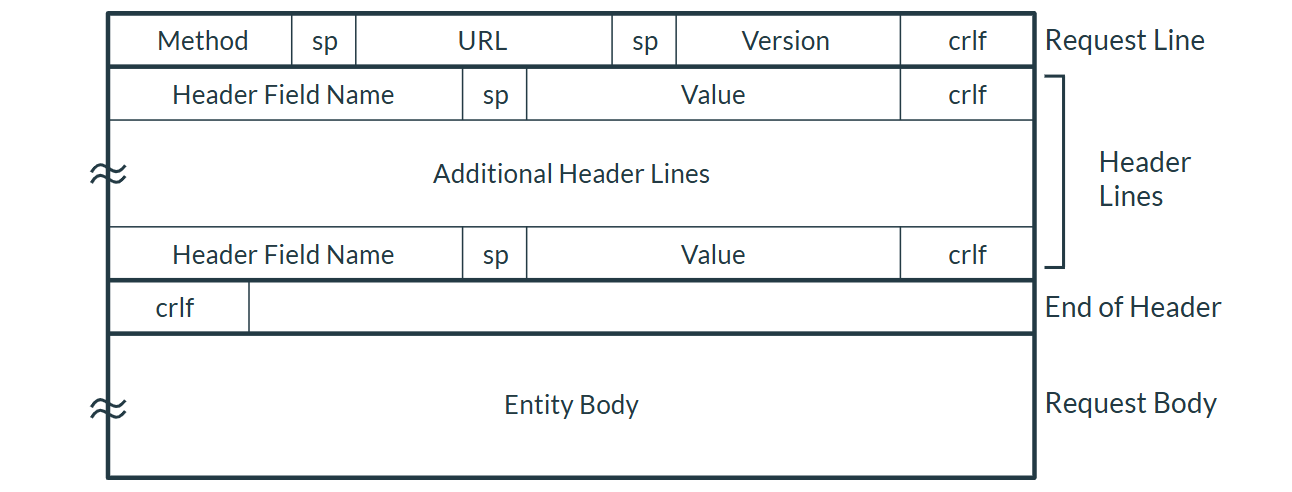 Method sp URL sp Version crlf Request Line
Header Field Name sp Value crlf
Additional Header Lines
Header
Lines
Header Field Name sp Value crlf
crlf End of Header
Entity Body Request Body